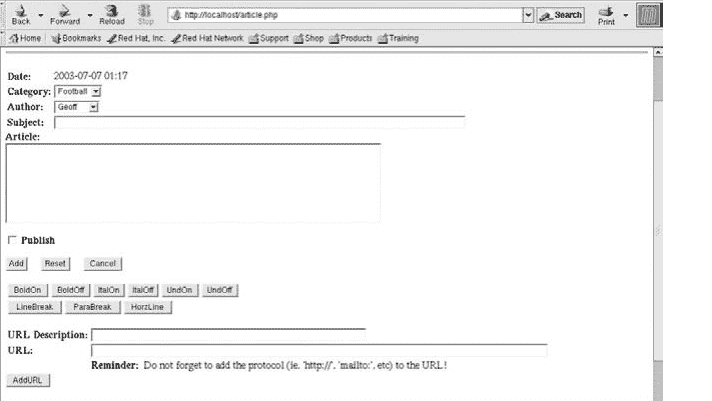 Back Forward Reload Stop http://localhost/article.php Search Print
Home Bookmarks Red Hat, Inc. Red Hat Network Support Shop Products Training
Date: 2003-07-07 01:17
Category: Football
Author: Geoff
Subject:
Article:
Publish
Add Reset Cancel
BoldOn BoldOff ItalOn ItalOff UndOn UndOff
LineBreak ParaBreak HorzLine
URL Description:
URL:
Reminder: Do not forget to add the protocol (ie. 'http://', 'mailto:', etc) to the URL!
AddURL